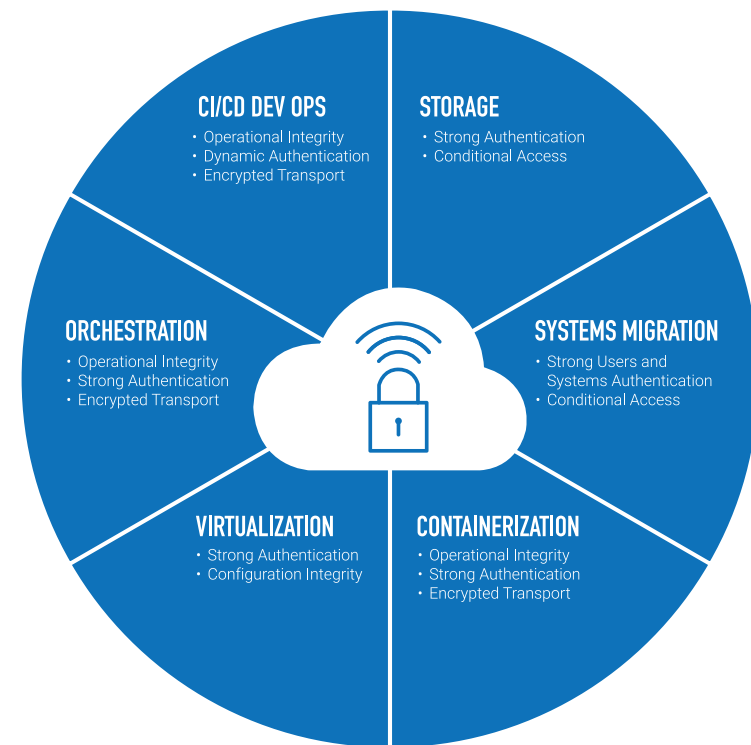 CI/CD DEV OPS
• Operational Integrity
• Dynamic Authentication
• Encrypted Transport
STORAGE
• Strong Authentication
• Conditional Access
ORCHESTRATION
• Operational Integrity
• Strong Authentication
• Encrypted Transport
SYSTEMS MIGRATION
• Strong Users and
Systems Authentication
• Conditional Access
VIRTUALIZATION
• Strong Authentication
• Configuration Integrity
CONTAINERIZATION
• Operational Integrity
• Strong Authentication
• Encrypted Transport